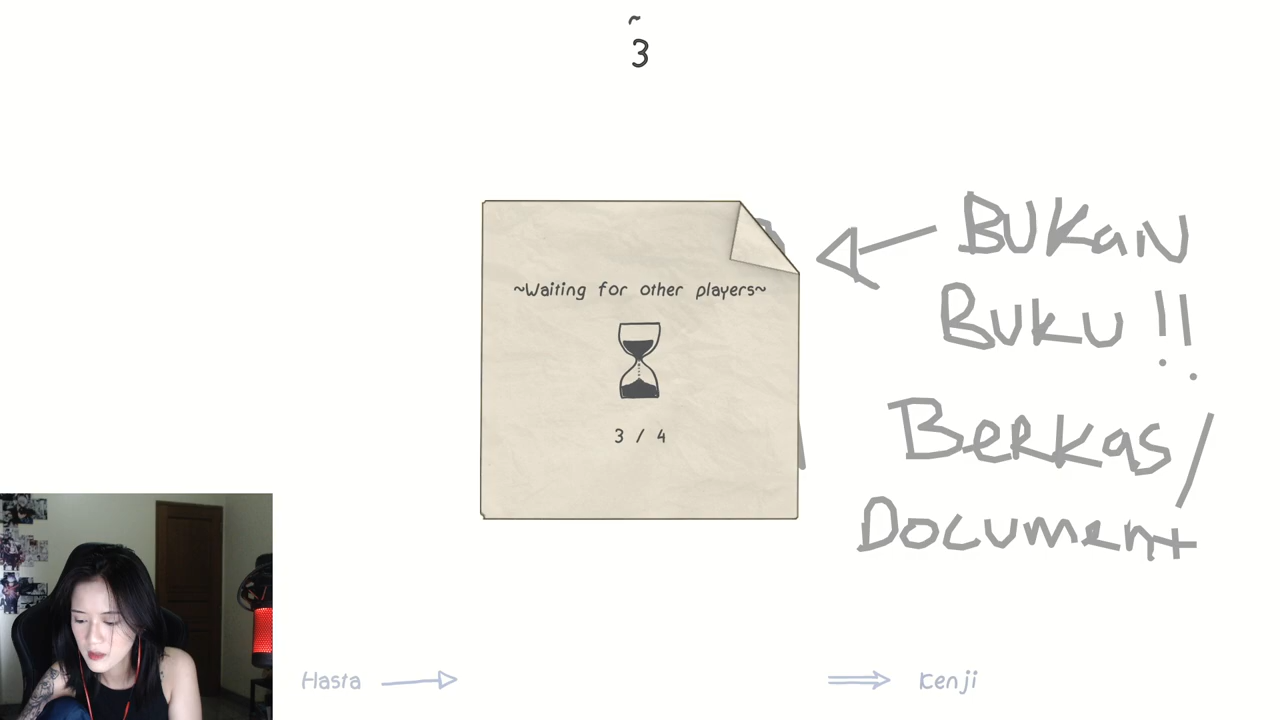 3
~Waiting for other players~
3 / 4
BUKaN
BUKU !!
BeRKas/
Document
Hasta
Kenji